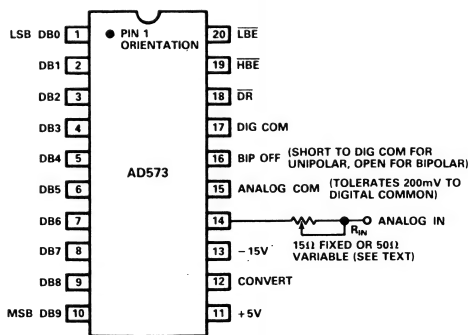 LSB DB0 1
DB1 2
DB2 3
DB3 4
DB4 5
DB5 6
DB6 7
DB7 8
DB8 9
MSB DB9 10
PIN 1
ORIENTATION
AD573
20 LBE
19 HBE
18 DR
17 DIG COM
16 BIP OFF (SHORT TO DIG COM FOR
UNIPOLAR, OPEN FOR BIPOLAR)
15 ANALOG COM (TOLERATES 200mV TO
DIGITAL COMMON)
14 ANALOG IN
RIN
15Ω FIXED OR 50Ω
VARIABLE (SEE TEXT)
13 −15V
12 CONVERT
11 +5V